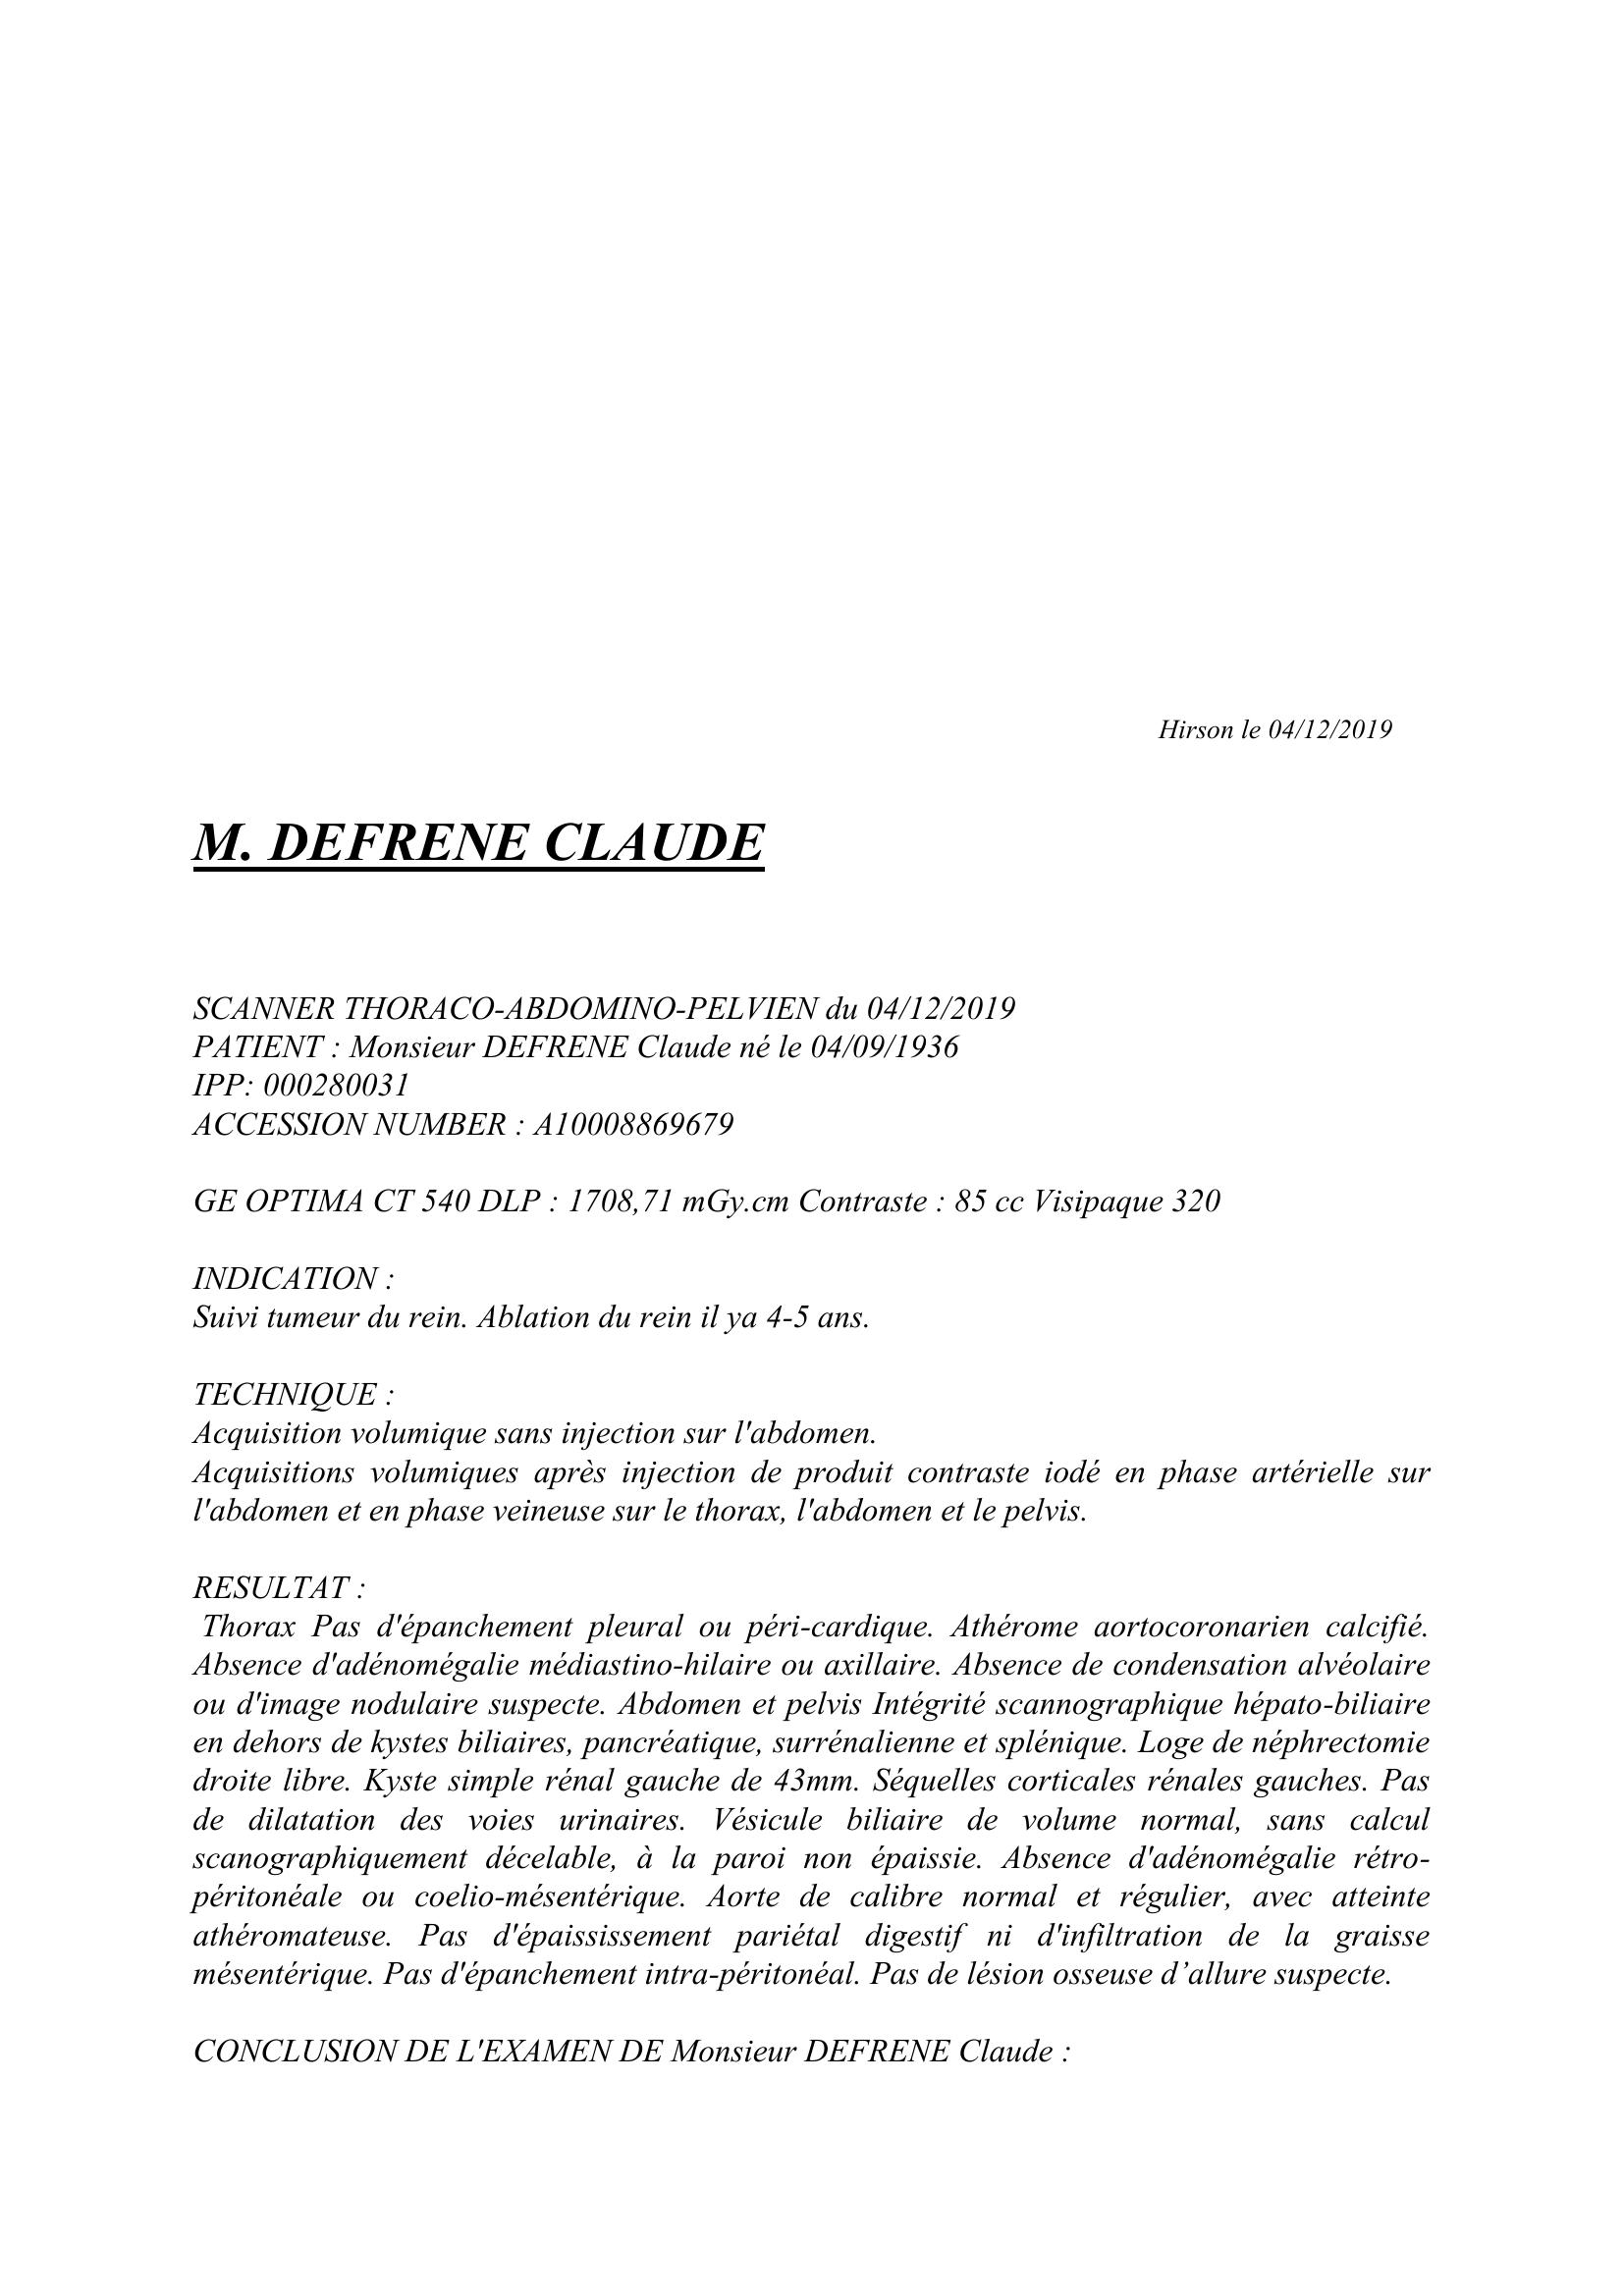 Hirson le 04/12/2019
M. DEFRENE CLAUDE
SCANNER THORACO-ABDOMINO-PELVIEN du 04/12/2019
PATIENT : Monsieur DEFRENE Claude né le 04/09/1936
IPP: 000280031
ACCESSION NUMBER : A10008869679
GE OPTIMA CT 540 DLP : 1708,71 mGy.cm Contraste : 85 cc Visipaque 320
INDICATION :
Suivi tumeur du rein. Ablation du rein il ya 4-5 ans.
TECHNIQUE :
Acquisition volumique sans injection sur l'abdomen.
Acquisitions volumiques après injection de produit contraste iodé en phase artérielle sur
l'abdomen et en phase veineuse sur le thorax, l'abdomen et le pelvis.
RESULTAT :
Thorax Pas d'épanchement pleural ou péri-cardique. Athérome aortocoronarien calcifié.
Absence d'adénomégalie médiastino-hilaire ou axillaire. Absence de condensation alvéolaire
ou d'image nodulaire suspecte. Abdomen et pelvis Intégrité scannographique hépato-biliaire
en dehors de kystes biliaires, pancréatique, surrénalienne et splénique. Loge de néphrectomie
droite libre. Kyste simple rénal gauche de 43mm. Séquelles corticales rénales gauches. Pas
de dilatation des voies urinaires. Vésicule biliaire de volume normal, sans calcul
scanographiquement décelable, à la paroi non épaissie. Absence d'adénomégalie rétro-
péritonéale ou coelio-mésentérique. Aorte de calibre normal et régulier, avec atteinte
athéromateuse. Pas d'épaississement pariétal digestif ni d'infiltration de la graisse
mésentérique. Pas d'épanchement intra-péritonéal. Pas de lésion osseuse d’allure suspecte.
CONCLUSION DE L'EXAMEN DE Monsieur DEFRENE Claude :